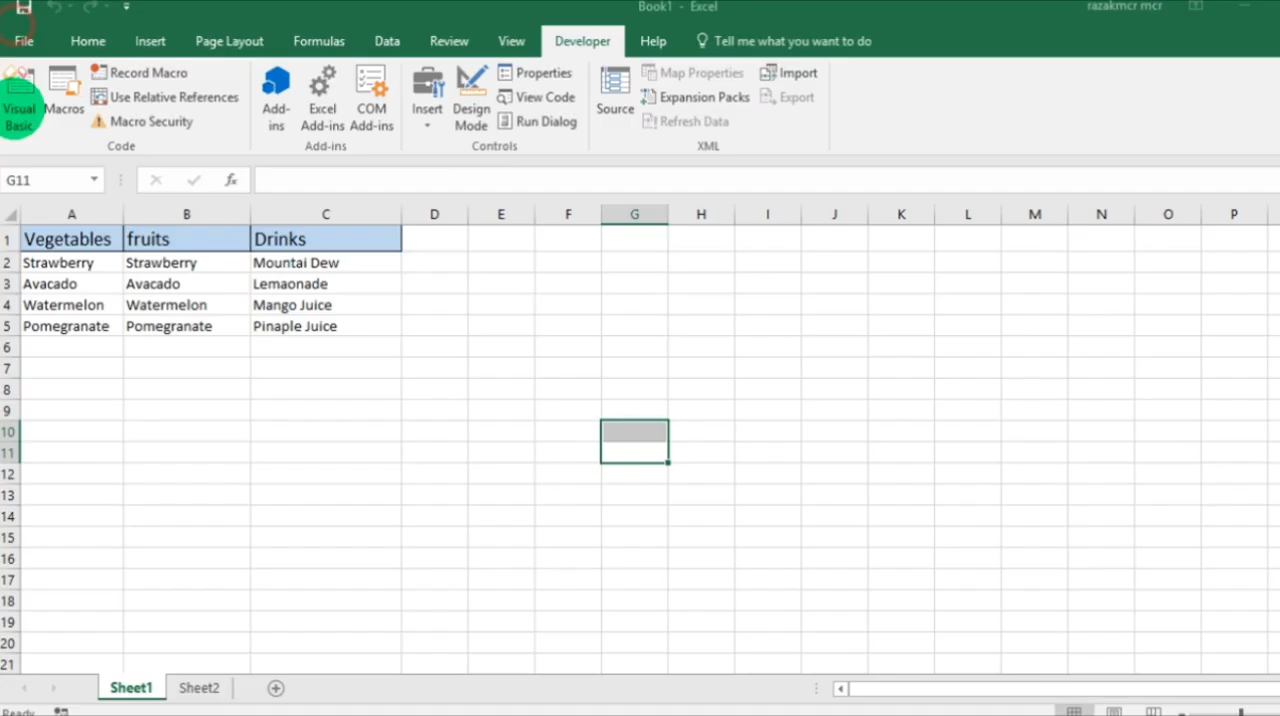 Book1 - Excel
razakmcr mcr
File Home Insert Page Layout Formulas Data Review View Developer Help Tell me what you want to do
Visual Basic
Macros
Record Macro
Use Relative References
Macro Security
Code
Add-ins
Excel Add-ins
COM Add-ins
Add-ins
Insert
Design Mode
Properties
View Code
Run Dialog
Controls
Source
Map Properties
Expansion Packs
Refresh Data
Import
Export
XML
G11
fx
A B C D E F G H I J K L M N O P
1 Vegetables fruits Drinks
2 Strawberry Strawberry Mountai Dew
3 Avacado Avacado Lemaonade
4 Watermelon Watermelon Mango Juice
5 Pomegranate Pomegranate Pinaple Juice
6
7
8
9
10
11
12
13
14
15
16
17
18
19
20
21
Sheet1 Sheet2
Ready